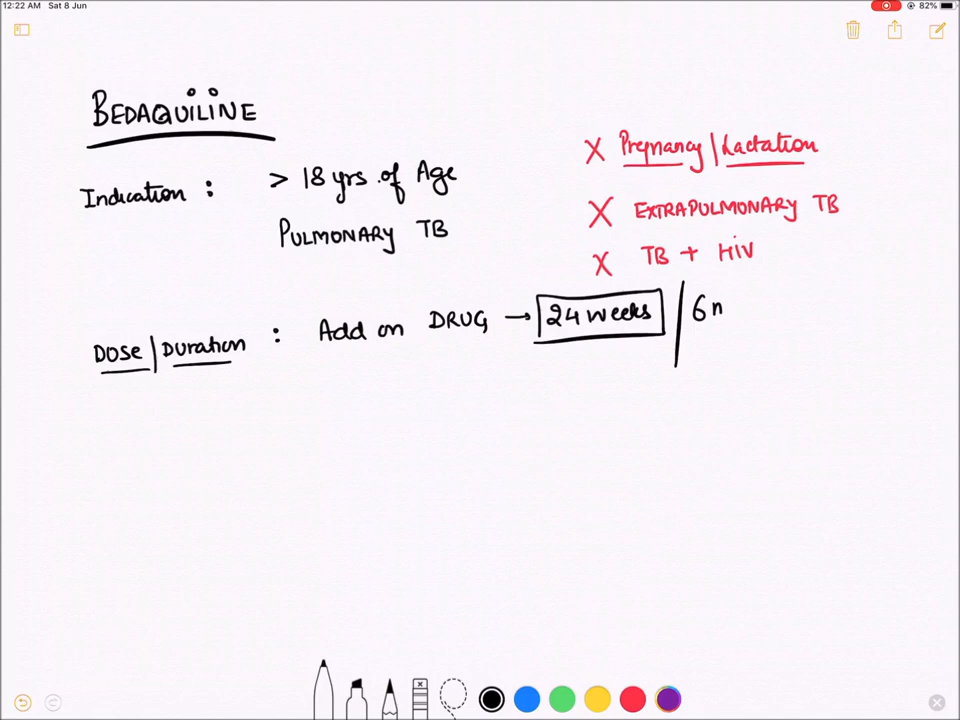 12:22 AM Sat 8 Jun
82%
BEDAQUILINE
Indication : > 18 yrs of Age
PULMONARY TB
X Pregnancy/Lactation
X EXTRAPULMONARY TB
X TB + HIV
DOSE|DURATION : Add on DRUG → 24 weeks / 6 n